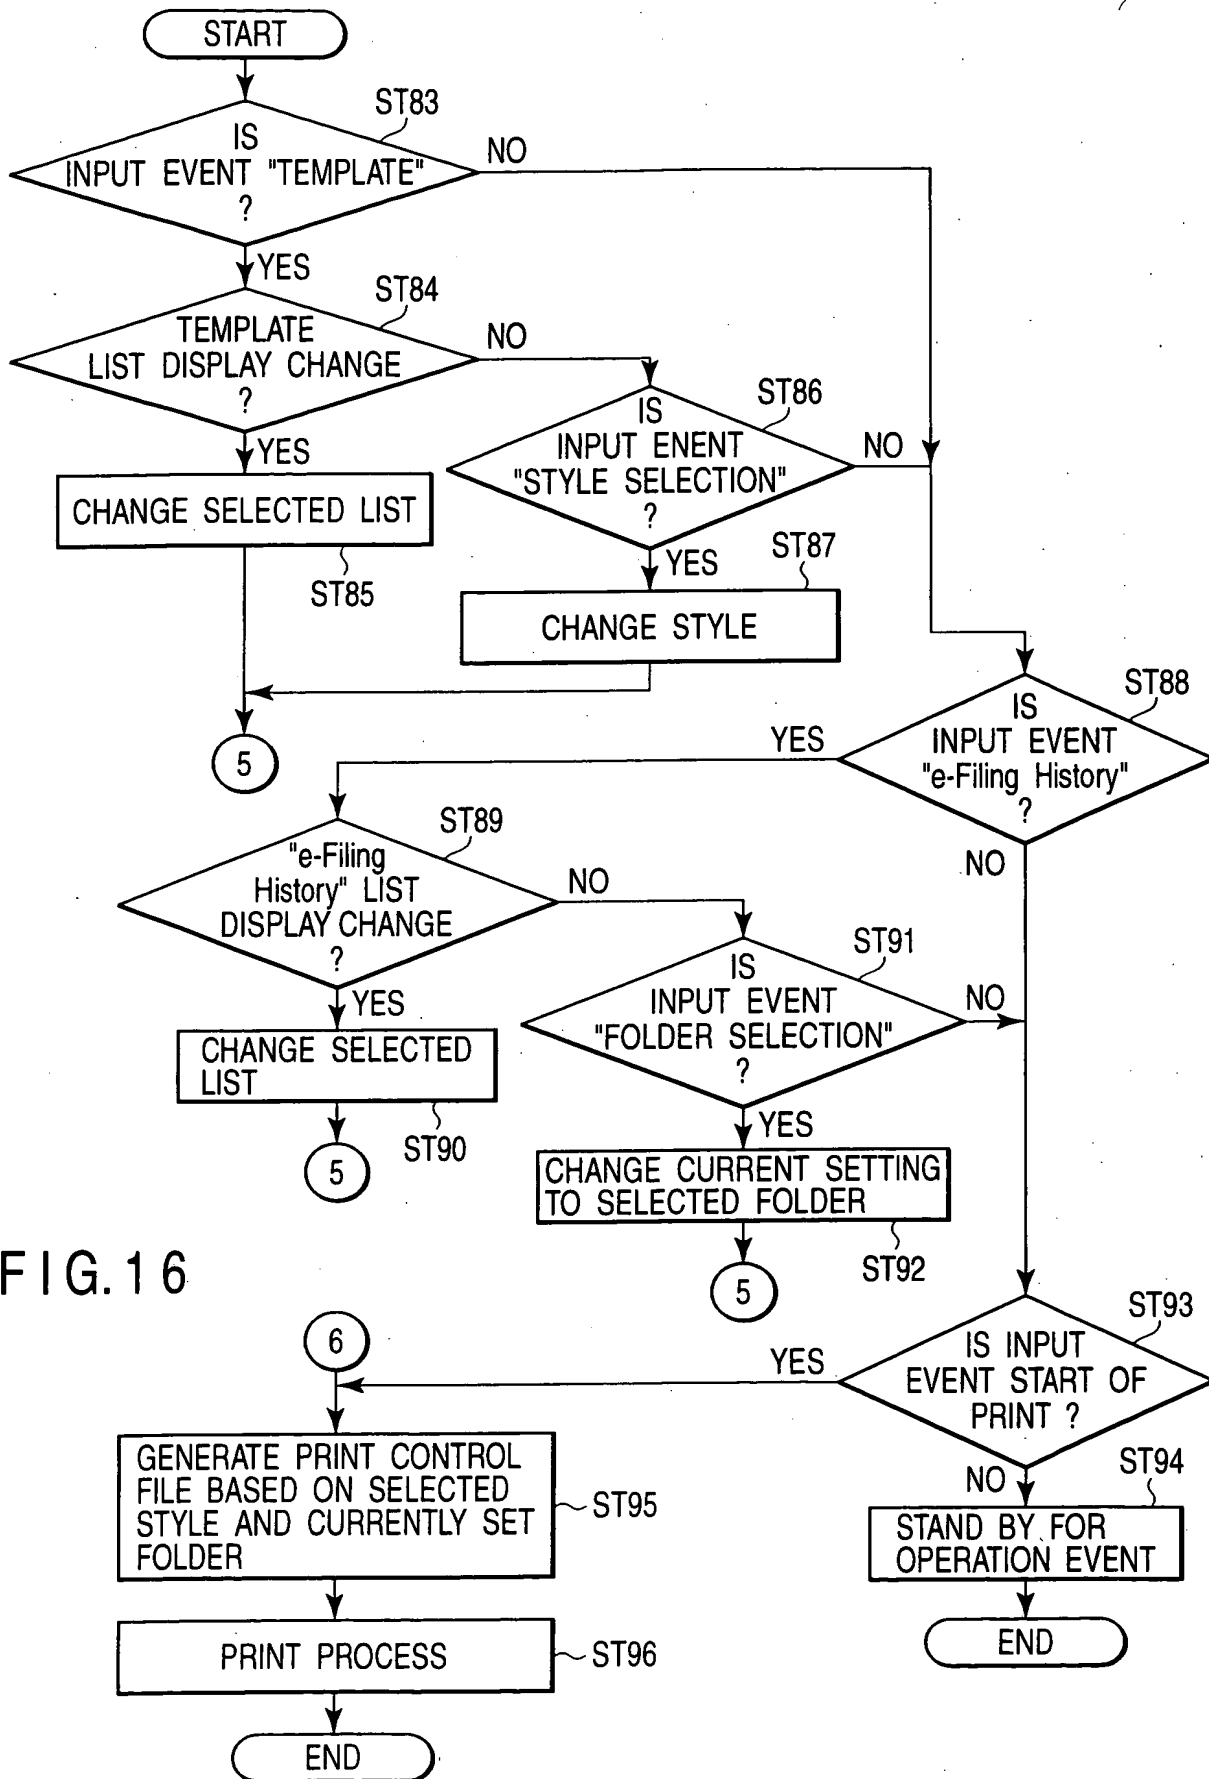 START
ST83
IS
INPUT EVENT "TEMPLATE"
?
NO
YES
ST84
TEMPLATE
LIST DISPLAY CHANGE
?
NO
YES
ST86
IS
INPUT ENENT
"STYLE SELECTION"
?
NO
CHANGE SELECTED LIST
ST85
YES
ST87
CHANGE STYLE
5
ST88
IS
INPUT EVENT
"e-Filing History"
?
YES
NO
ST89
"e-Filing
History" LIST
DISPLAY CHANGE
?
NO
YES
ST91
IS
INPUT EVENT
"FOLDER SELECTION"
?
NO
CHANGE SELECTED
LIST
ST90
5
YES
CHANGE CURRENT SETTING
TO SELECTED FOLDER
ST92
5
FIG.16
6
ST93
IS INPUT
EVENT START OF
PRINT ?
YES
NO
GENERATE PRINT CONTROL
FILE BASED ON SELECTED
STYLE AND CURRENTLY SET
FOLDER
ST95
ST94
STAND BY FOR
OPERATION EVENT
END
PRINT PROCESS
ST96
END